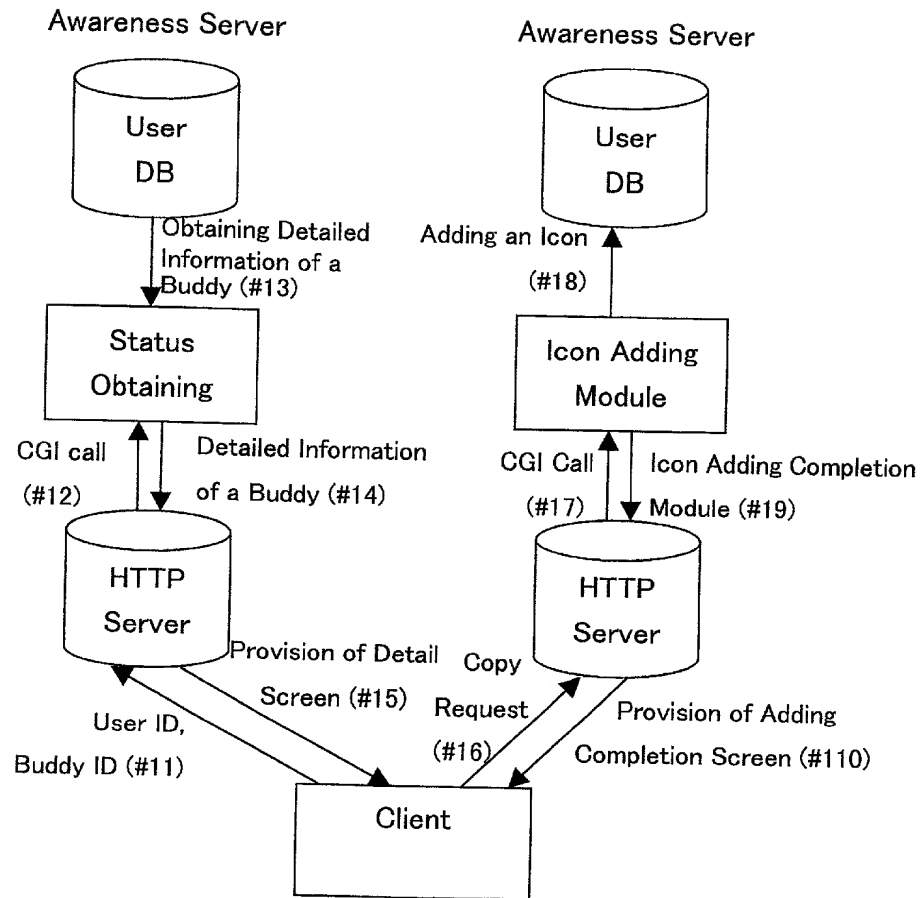 Awareness Server
Awareness Server
User
DB
User
DB
Obtaining Detailed
Information of a
Buddy (#13)
Adding an Icon
(#18)
Status
Obtaining
Icon Adding
Module
CGI call
(#12)
Detailed Information
of a Buddy (#14)
CGI Call
(#17)
Icon Adding Completion
Module (#19)
HTTP
Server
HTTP
Server
Provision of Detail
Screen (#15)
Copy
Request
(#16)
User ID,
Buddy ID (#11)
Provision of Adding
Completion Screen (#110)
Client